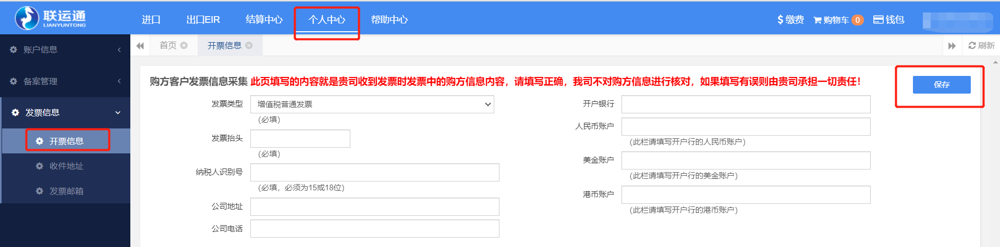 联运通
LIANYUNTONG
进口 出口EIR 结算中心 个人中心 帮助中心
缴费 购物车 0 钱包
账户信息
备案管理
发票信息
开票信息
收件地址
发票邮箱
首页 开票信息 刷新
购方客户发票信息采集 此页填写的内容就是贵司收到发票时发票中的购方信息内容，请填写正确，我司不对购方信息进行核对，如果填写有误则由贵司承担一切责任！
保存
发票类型 增值税普通发票
(必填)
发票抬头
(必填)
纳税人识别号
(必填，必须为15或18位)
公司地址
公司电话
开户银行
人民币账户
(此栏请填写开户行的人民币账户)
美金账户
(此栏请填写开户行的美金账户)
港币账户
(此栏请填写开户行的港币账户)